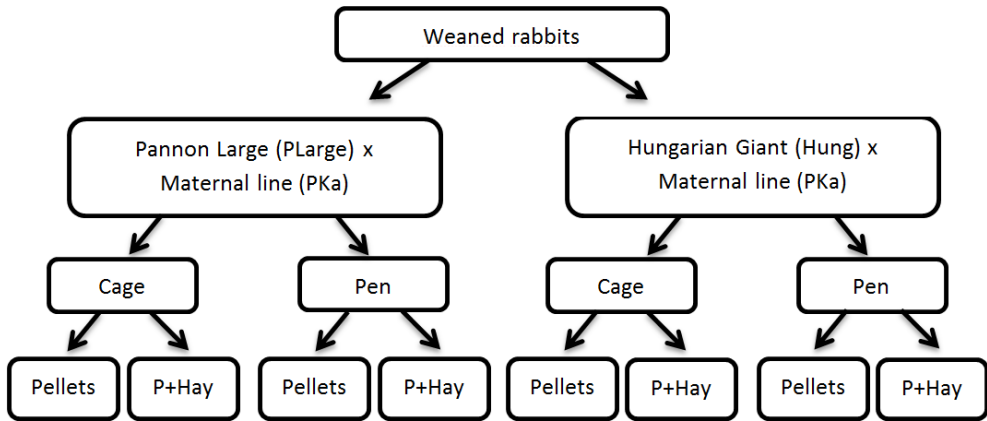 Weaned rabbits
Pannon Large (PLarge) x
Maternal line (PKa)
Hungarian Giant (Hung) x
Maternal line (PKa)
Cage
Pen
Cage
Pen
Pellets
P+Hay
Pellets
P+Hay
Pellets
P+Hay
Pellets
P+Hay